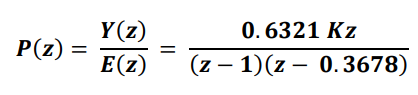 P(z) = Y(z)/E(z) = 0.6321 Kz/((z − 1)(z − 0.3678))